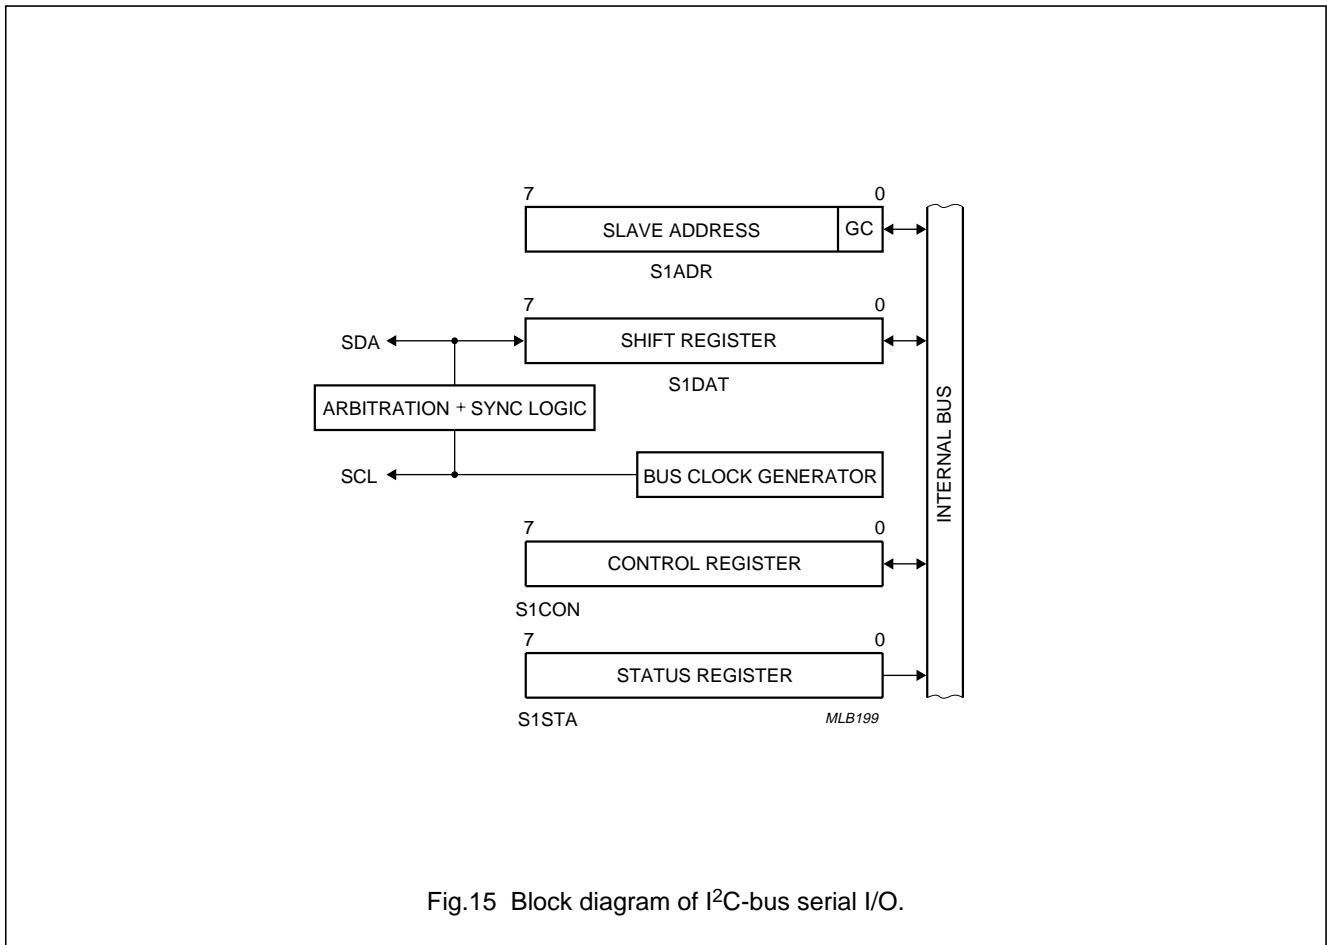 7 0
SLAVE ADDRESS GC
S1ADR
7 0
SDA SHIFT REGISTER
S1DAT
ARBITRATION + SYNC LOGIC
INTERNAL BUS
SCL BUS CLOCK GENERATOR
7 0
CONTROL REGISTER
S1CON
7 0
STATUS REGISTER
S1STA MLB199
Fig.15 Block diagram of I²C-bus serial I/O.